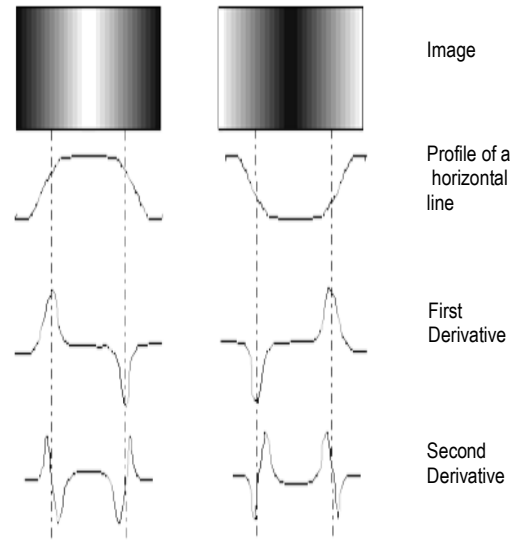 Image
Profile of a
horizontal
line
First
Derivative
Second
Derivative